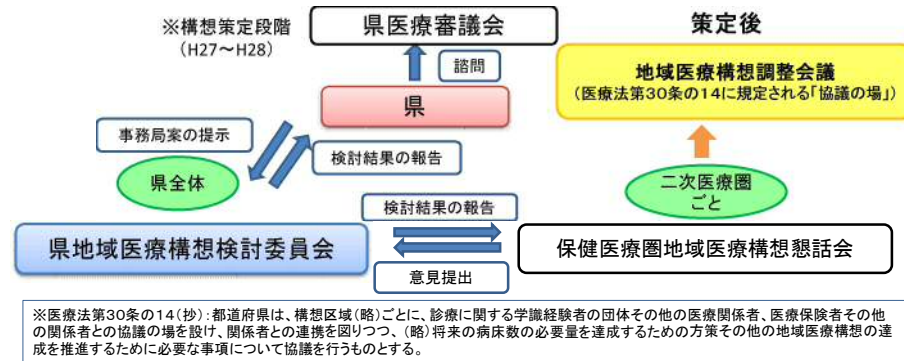 ※構想策定段階
(H27～H28)
県医療審議会
策定後
諮問
地域医療構想調整会議
(医療法第30条の14に規定される「協議の場」)
県
事務局案の提示
検討結果の報告
県全体
二次医療圏
ごと
検討結果の報告
県地域医療構想検討委員会
保健医療圏地域医療構想懇話会
意見提出
※医療法第30条の14(抄):都道府県は、構想区域(略)ごとに、診療に関する学識経験者の団体その他の医療関係者、医療保険者その他
の関係者との協議の場を設け、関係者との連携を図りつつ、(略)将来の病床数の必要量を達成するための方策その他の地域医療構想の達
成を推進するために必要な事項について協議を行うものとする。